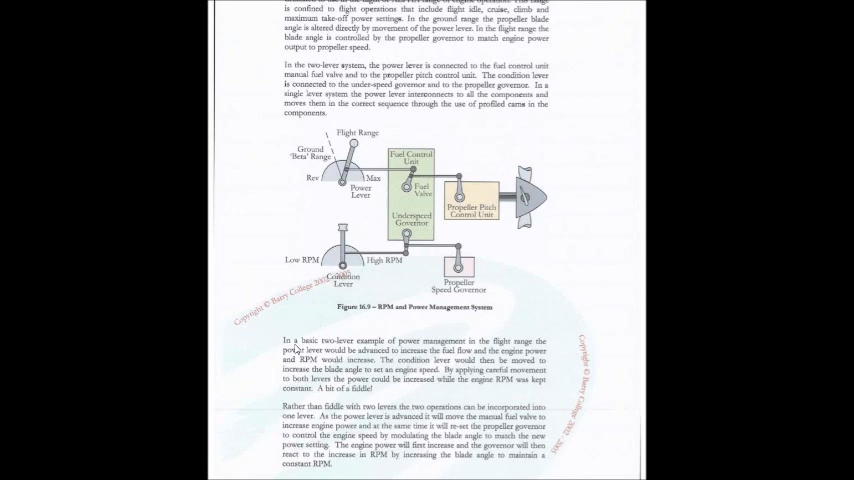 is confined to flight operations that include flight idle, cruise, climb and
maximum take-off power settings. In the ground range the propeller blade
angle is altered directly by movement of the power lever. In the flight range the
blade angle is controlled by the propeller governor to match engine power
output to propeller speed.
In the two-lever system, the power lever is connected to the fuel control unit
manual fuel valve and to the propeller pitch control unit. The condition lever
is connected to the under-speed governor and to the propeller governor. In a
single lever system the power lever interconnects to all the components and
moves them in the correct sequence through the use of profiled cams in the
components.
Flight Range
Ground
'Beta' Range
Rev
Max
Power
Lever
Fuel Control
Unit
Fuel
Valve
Propeller Pitch
Control Unit
Underspeed
Governor
Low RPM
High RPM
Condition
Lever
Propeller
Speed Governor
Copyright © Barry College 2002 - 2005
Figure 16.9 – RPM and Power Management System
In a basic two-lever example of power management in the flight range the
power lever would be advanced to increase the fuel flow and the engine power
and RPM would increase. The condition lever would then be moved to
increase the blade angle to set an engine speed. By applying careful movement
to both levers the power could be increased while the engine RPM was kept
constant. A bit of a fiddle!
Rather than fiddle with two levers the two operations can be incorporated into
one lever. As the power lever is advanced it will move the manual fuel valve to
increase engine power and at the same time it will re-set the propeller governor
to control the engine speed by modulating the blade angle to match the new
power setting. The engine power will first increase and the governor will then
react to the increase in RPM by increasing the blade angle to maintain a
constant RPM.
Copyright © Barry College 2002 - 2005